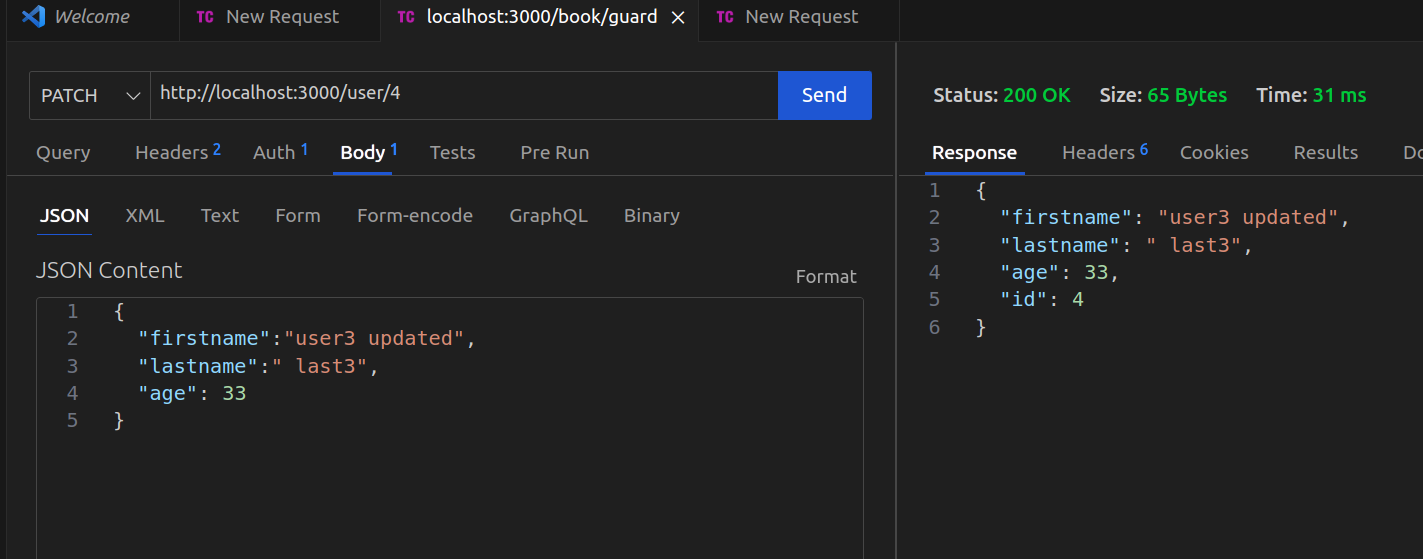 Welcome TC New Request TC localhost:3000/book/guard TC New Request
PATCH http://localhost:3000/user/4 Send
Query Headers 2 Auth 1 Body 1 Tests Pre Run
JSON XML Text Form Form-encode GraphQL Binary
JSON Content
Format
1 {
2 "firstname":"user3 updated",
3 "lastname":" last3",
4 "age": 33
5 }
Status: 200 OK Size: 65 Bytes Time: 31 ms
Response Headers 6 Cookies Results Do
1 {
2 "firstname": "user3 updated",
3 "lastname": " last3",
4 "age": 33,
5 "id": 4
6 }